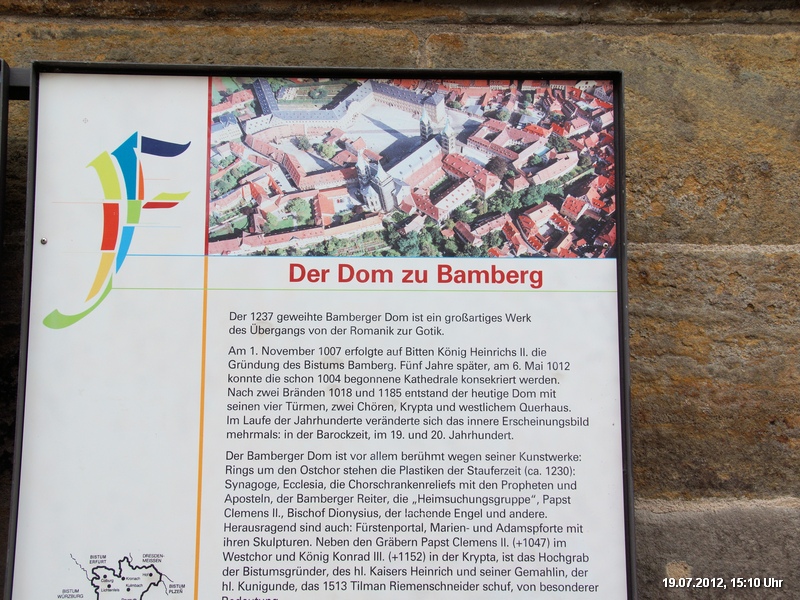 Der Dom zu Bamberg
Der 1237 geweihte Bamberger Dom ist ein großartiges Werk
des Übergangs von der Romanik zur Gotik.
Am 1. November 1007 erfolgte auf Bitten König Heinrichs II. die
Gründung des Bistums Bamberg. Fünf Jahre später, am 6. Mai 1012
konnte die schon 1004 begonnene Kathedrale konsekriert werden.
Nach zwei Bränden 1018 und 1185 entstand der heutige Dom mit
seinen vier Türmen, zwei Chören, Krypta und westlichem Querhaus.
Im Laufe der Jahrhunderte veränderte sich das innere Erscheinungsbild
mehrmals: in der Barockzeit, im 19. und 20. Jahrhundert.
Der Bamberger Dom ist vor allem berühmt wegen seiner Kunstwerke:
Rings um den Ostchor stehen die Plastiken der Stauferzeit (ca. 1230):
Synagoge, Ecclesia, die Chorschrankenreliefs mit den Propheten und
Aposteln, der Bamberger Reiter, die „Heimsuchungsgruppe“, Papst
Clemens II., Bischof Dionysius, der lachende Engel und andere.
Herausragend sind auch: Fürstenportal, Marien- und Adamspforte mit
ihren Skulpturen. Neben den Gräbern Papst Clemens II. (+1047) im
Westchor und König Konrad III. (+1152) in der Krypta, ist das Hochgrab
der Bistumsgründer, des hl. Kaisers Heinrich und seiner Gemahlin, der
hl. Kunigunde, das 1513 Tilman Riemenschneider schuf, von besonderer
Bedeutung
BISTUM
ERFURT
DRESDEN-
MEISSEN
BISTUM
WÜRZBURG
BISTUM
PLZEŇ
Coburg
Kronach
Hof
Lichtenfels
Kulmbach
19.07.2012, 15:10 Uhr